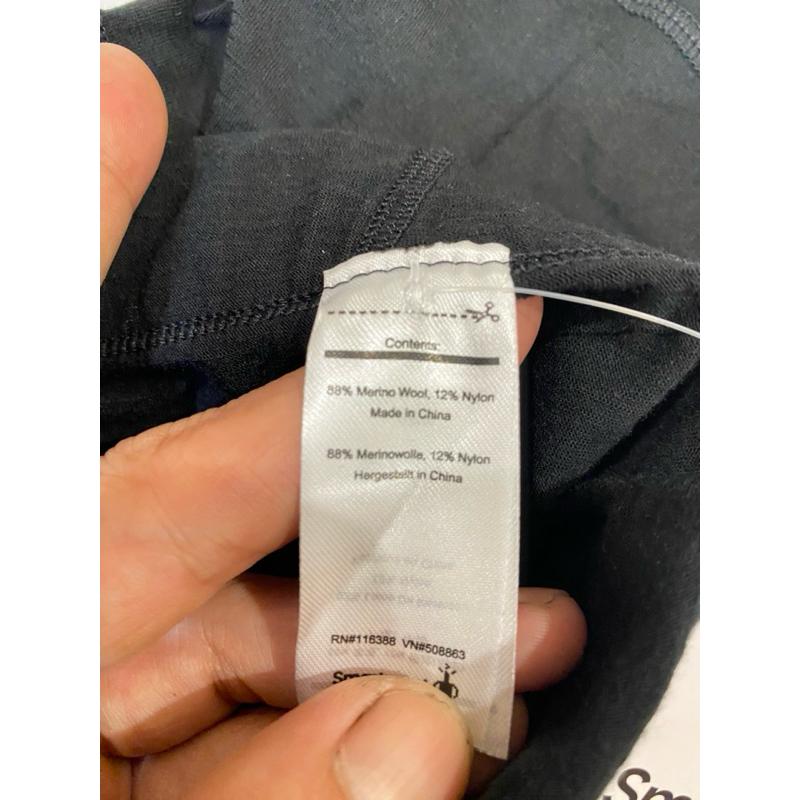 Contents:
88% Merino Wool, 12% Nylon
Made in China
88% Merinowolle, 12% Nylon
Hergestellt in China
RN#116388 VN#508863